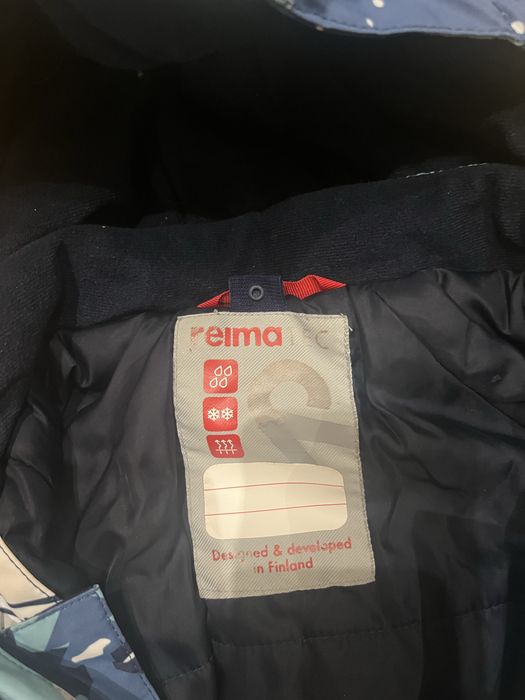 reima
Designed & developed
in Finland